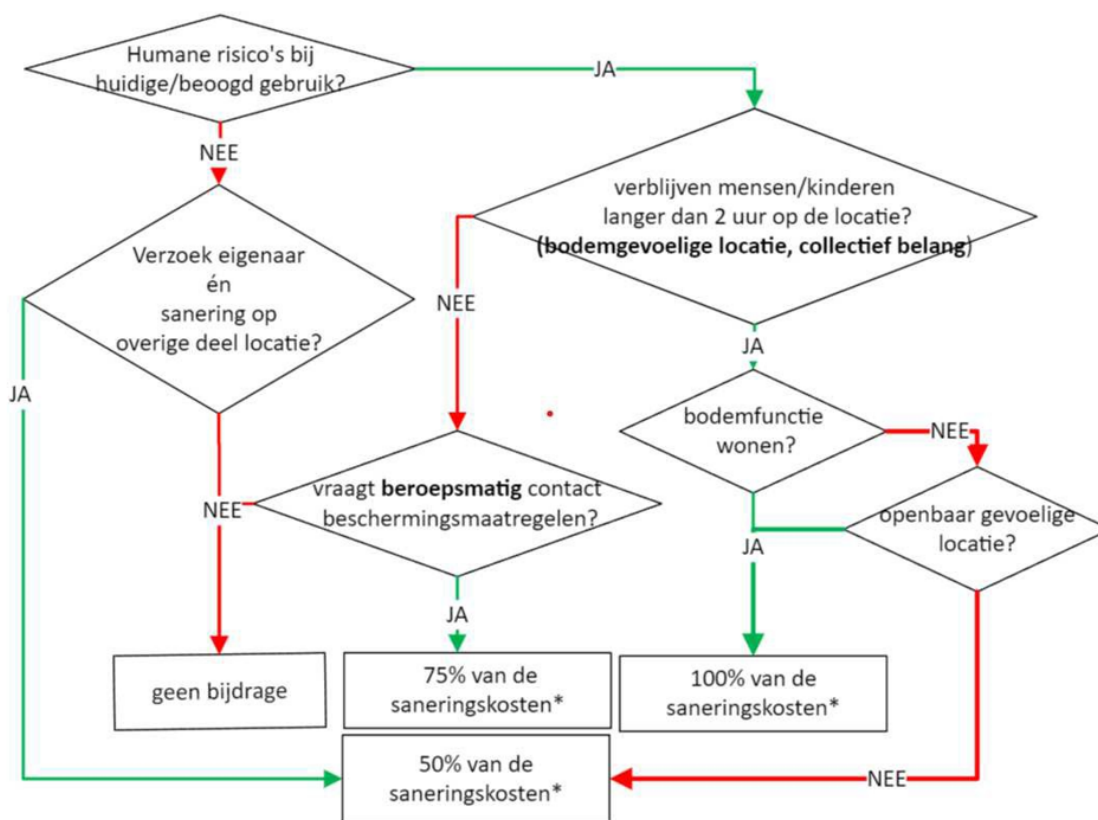 Humane risico's bij
huidige/beoogd gebruik?
JA
NEE
verblijven mensen/kinderen
langer dan 2 uur op de locatie?
(bodemgevoelige locatie, collectief belang)
Verzoek eigenaar
én
sanering op
overige deel locatie?
NEE
JA
JA
bodemfunctie
wonen?
NEE
vraagt beroepsmatig contact
beschermingsmaatregelen?
NEE
openbaar gevoelige
locatie?
JA
JA
geen bijdrage
75% van de
saneringskosten*
100% van de
saneringskosten*
50% van de
saneringskosten*
NEE